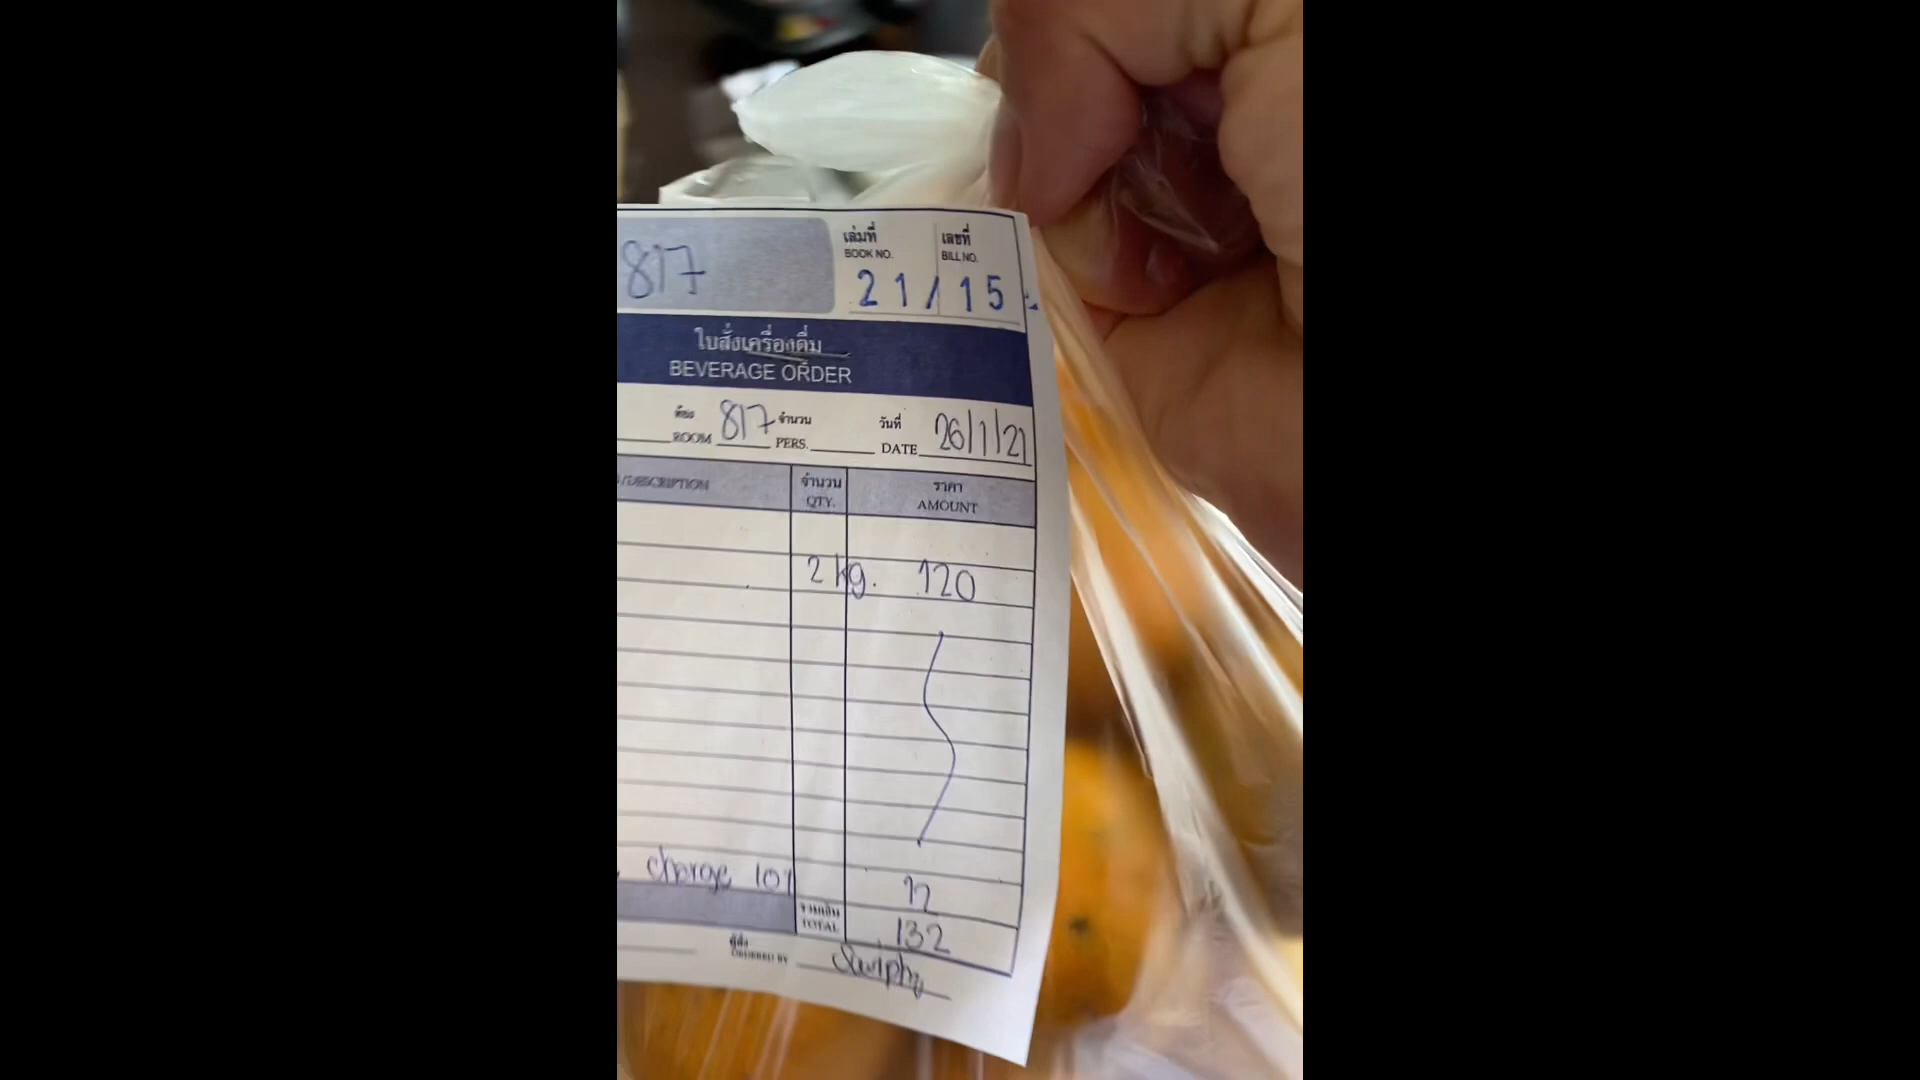 817
เล่มที่ เลขที่
BOOK NO. BILL NO.
21/15
ใบสั่งเครื่องดื่ม
BEVERAGE ORDER
ห้อง จำนวน วันที่
ROOM 817 PERS. DATE 26/1/21
/DESCRIPTION จำนวน QTY. ราคา AMOUNT
2 kg. 120
charge 10% 12
รวมเงิน
TOTAL 132
ผู้สั่ง
ORDERED BY